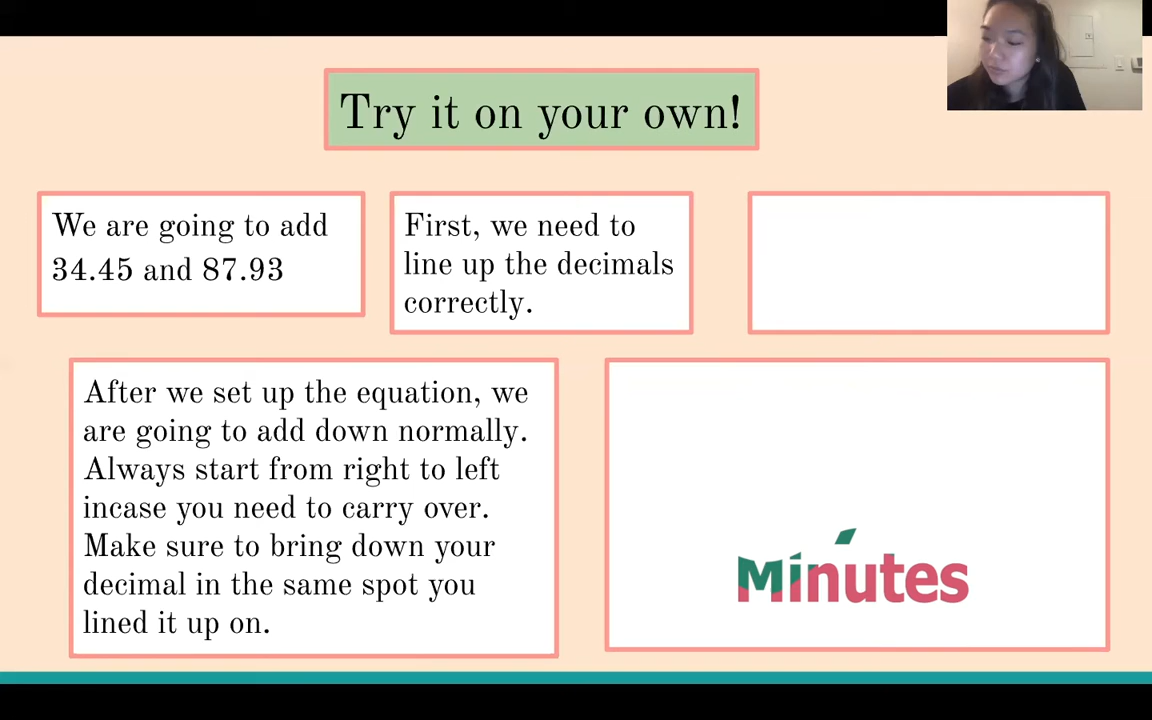 Try it on your own!
We are going to add
34.45 and 87.93
First, we need to
line up the decimals
correctly.
After we set up the equation, we
are going to add down normally.
Always start from right to left
incase you need to carry over.
Make sure to bring down your
decimal in the same spot you
lined it up on.
Minutes